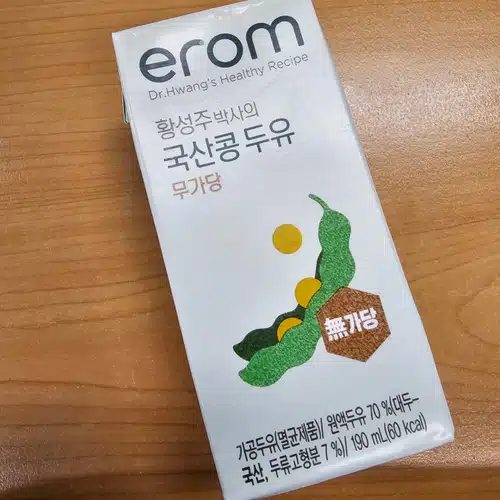 erom
Dr.Hwang's Healthy Recipe
황성주 박사의
국산콩 두유
무가당
無가당
가공두유(멸균제품)/ 원액두유 70 %(대두-
국산, 두류고형분 7 %)/ 190 mL(60 kcal)